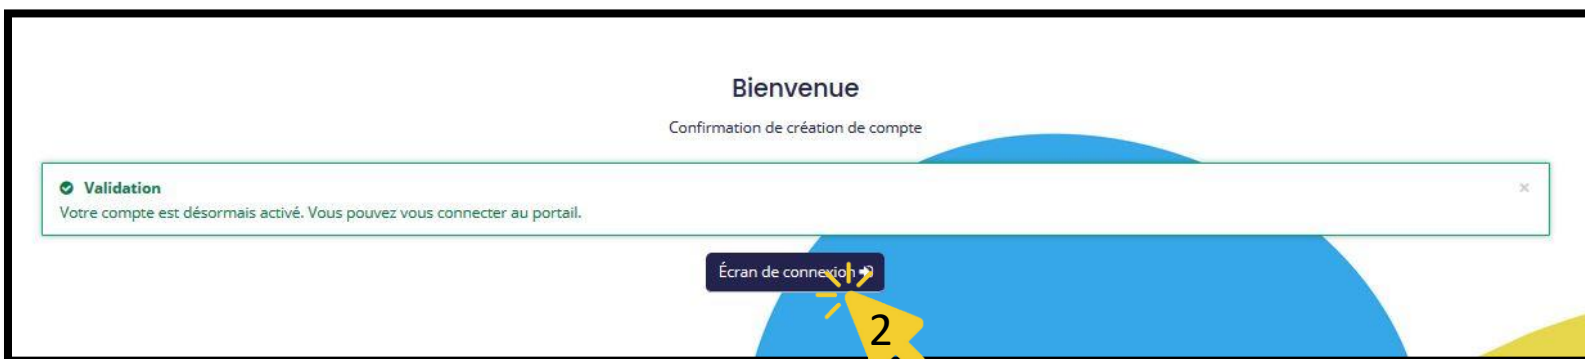 Bienvenue
Confirmation de création de compte
Validation
×
Votre compte est désormais activé. Vous pouvez vous connecter au portail.
Écran de connexion
2